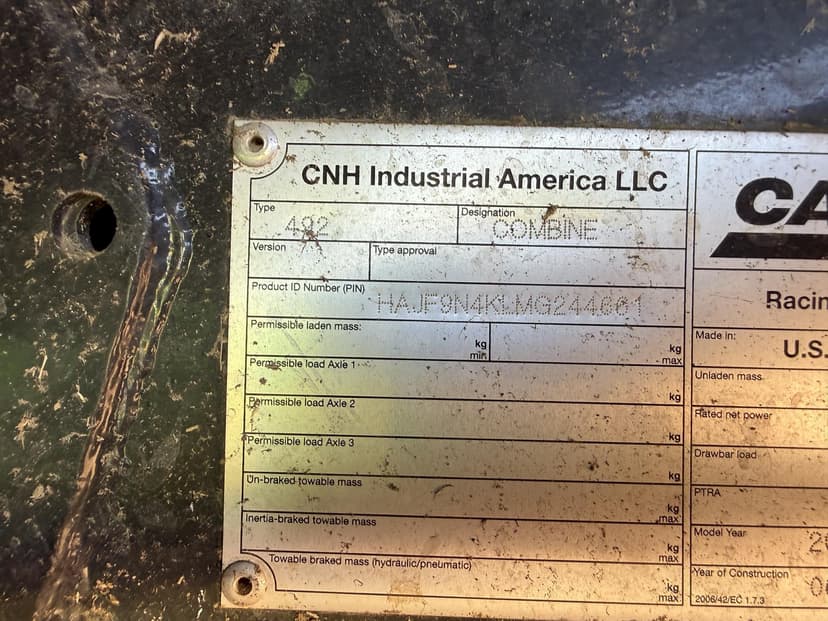 CNH Industrial America LLC
CA
Type
492
Designation
COMBINE
Version
Type approval
Product ID Number (PIN)
Racin
Permissible laden mass:
kg
min
kg
max
Made in:
U.S.
Permissible load Axle 1
kg
Unladen mass
Permissible load Axle 2
kg
Rated net power
Permissible load Axle 3
kg
Drawbar load
Un-braked towable mass
kg
max
PTRA
Inertia-braked towable mass
kg
max
Model Year
2
Towable braked mass (hydraulic/pneumatic)
kg
max
Year of Construction
0
2006/42/EC 1.7.3